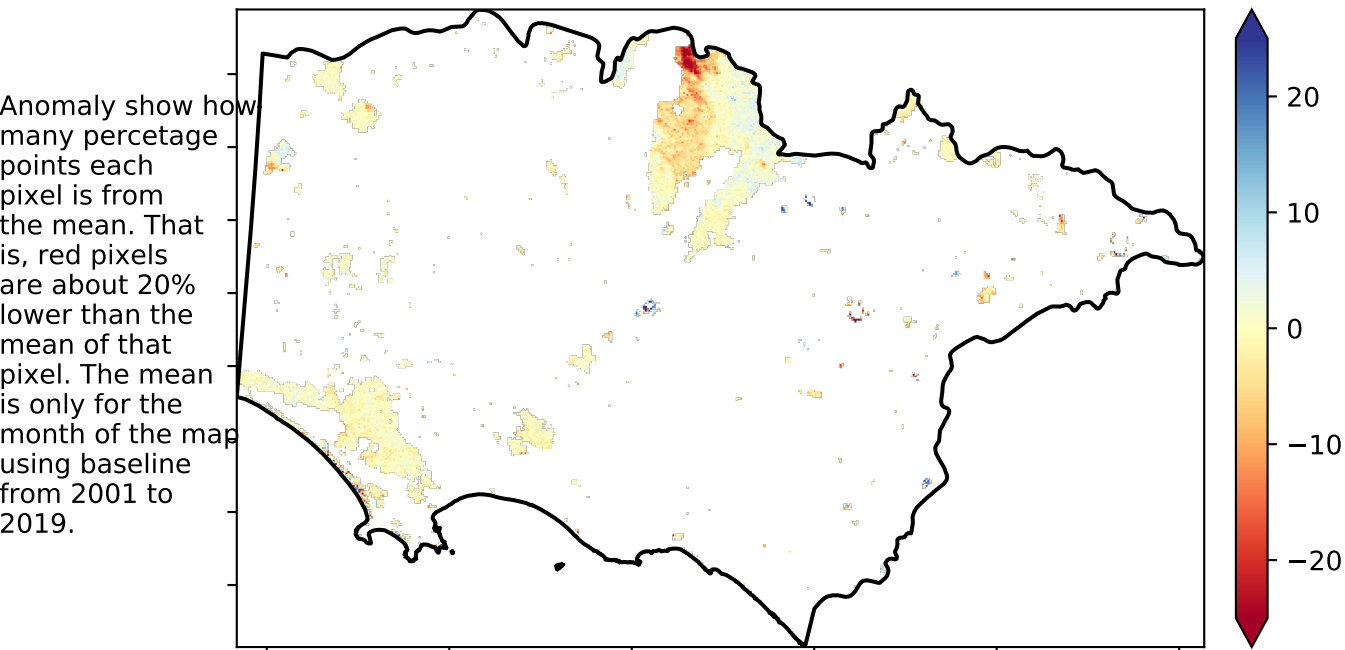 Anomaly show how
many percetage
points each
pixel is from
the mean. That
is, red pixels
are about 20%
lower than the
mean of that
pixel. The mean
is only for the
month of the map
using baseline
from 2001 to
2019.
20
10
0
−10
−20